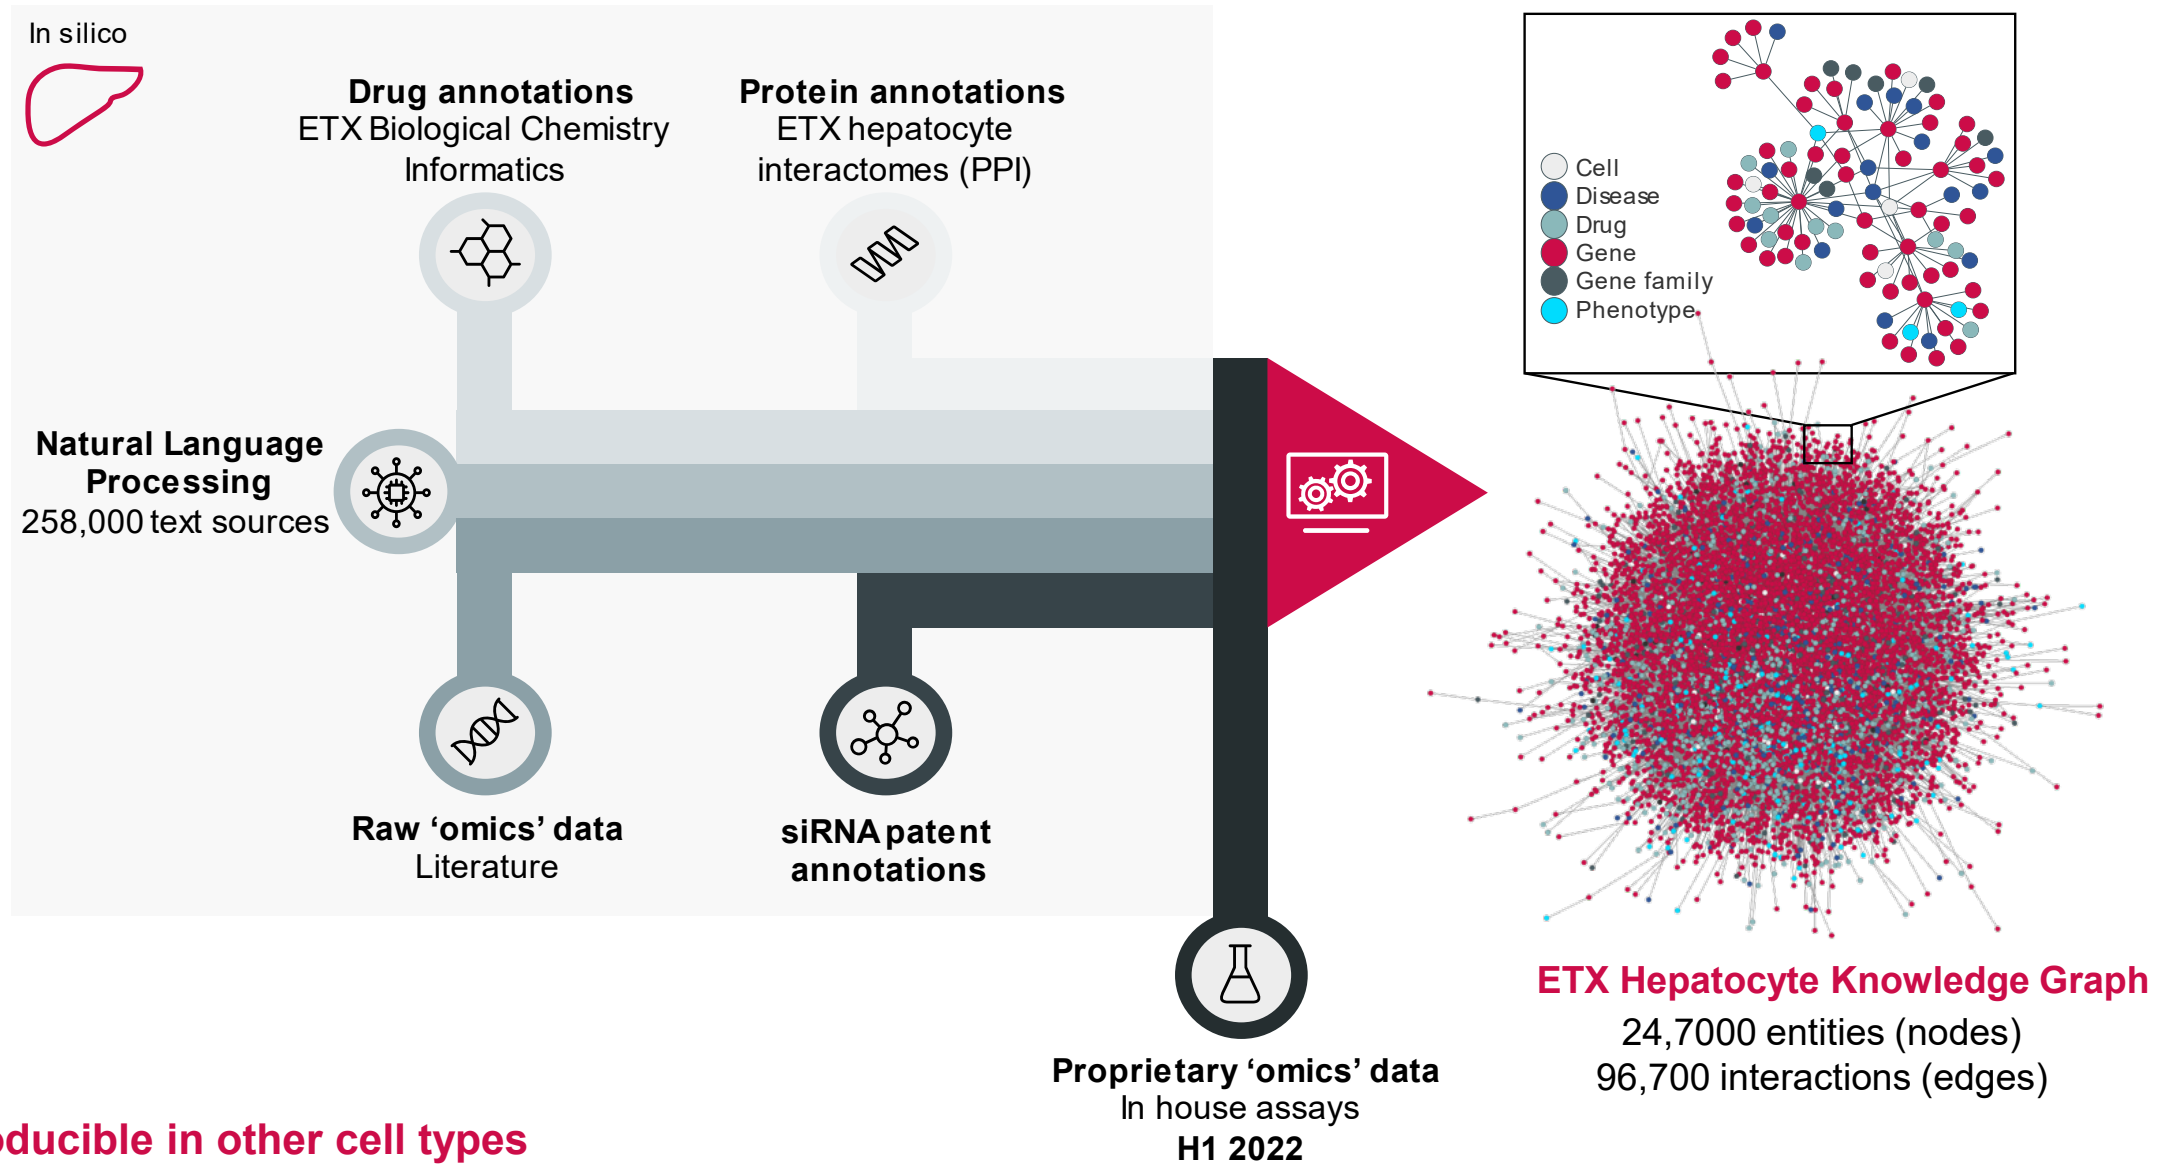 In silico
Drug annotations
ETX Biological Chemistry
Informatics
Protein annotations
ETX hepatocyte
interactomes (PPI)
Natural Language
Processing
258,000 text sources
Raw ‘omics’ data
Literature
siRNA patent
annotations
Proprietary ‘omics’ data
In house assays
H1 2022
Cell
Disease
Drug
Gene
Gene family
Phenotype
ETX Hepatocyte Knowledge Graph
24,7000 entities (nodes)
96,700 interactions (edges)
oducible in other cell types